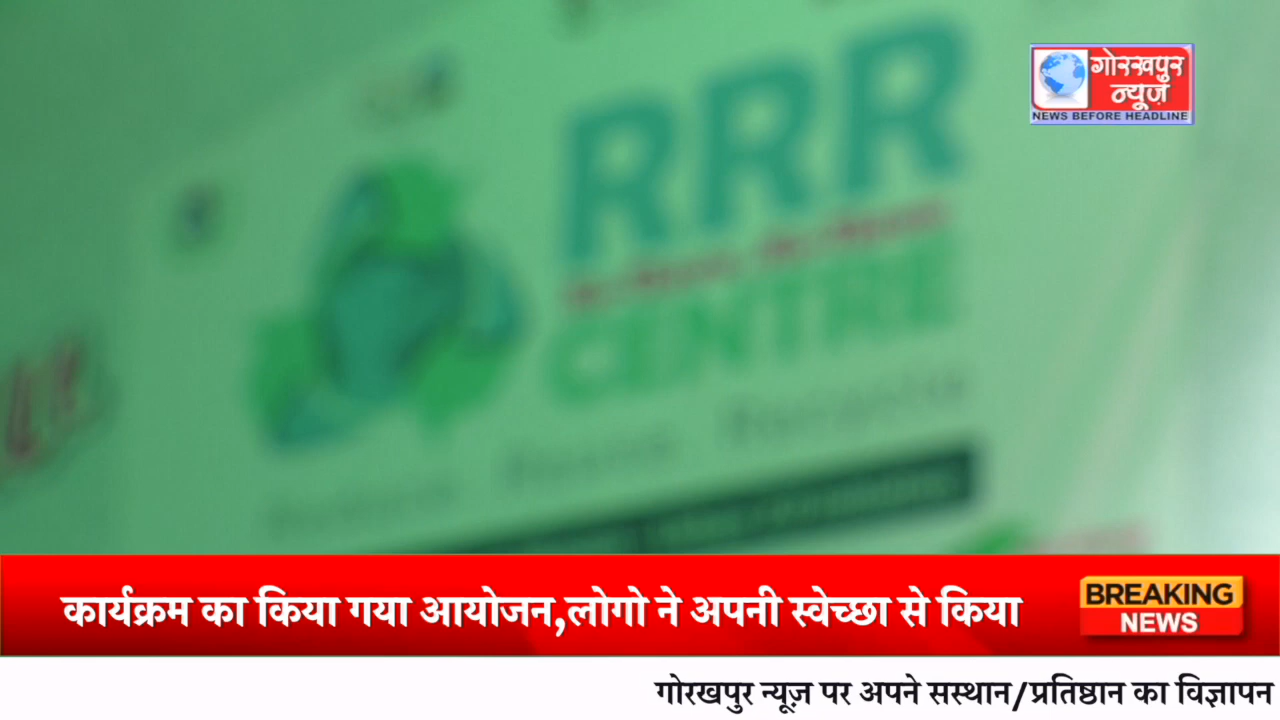 RRR
CENTRE
गोरखपुर
न्यूज़
NEWS BEFORE HEADLINE
कार्यक्रम का किया गया आयोजन,लोगो ने अपनी स्वेच्छा से किया
BREAKING
NEWS
गोरखपुर न्यूज़ पर अपने सस्थान/प्रतिष्ठान का विज्ञापन